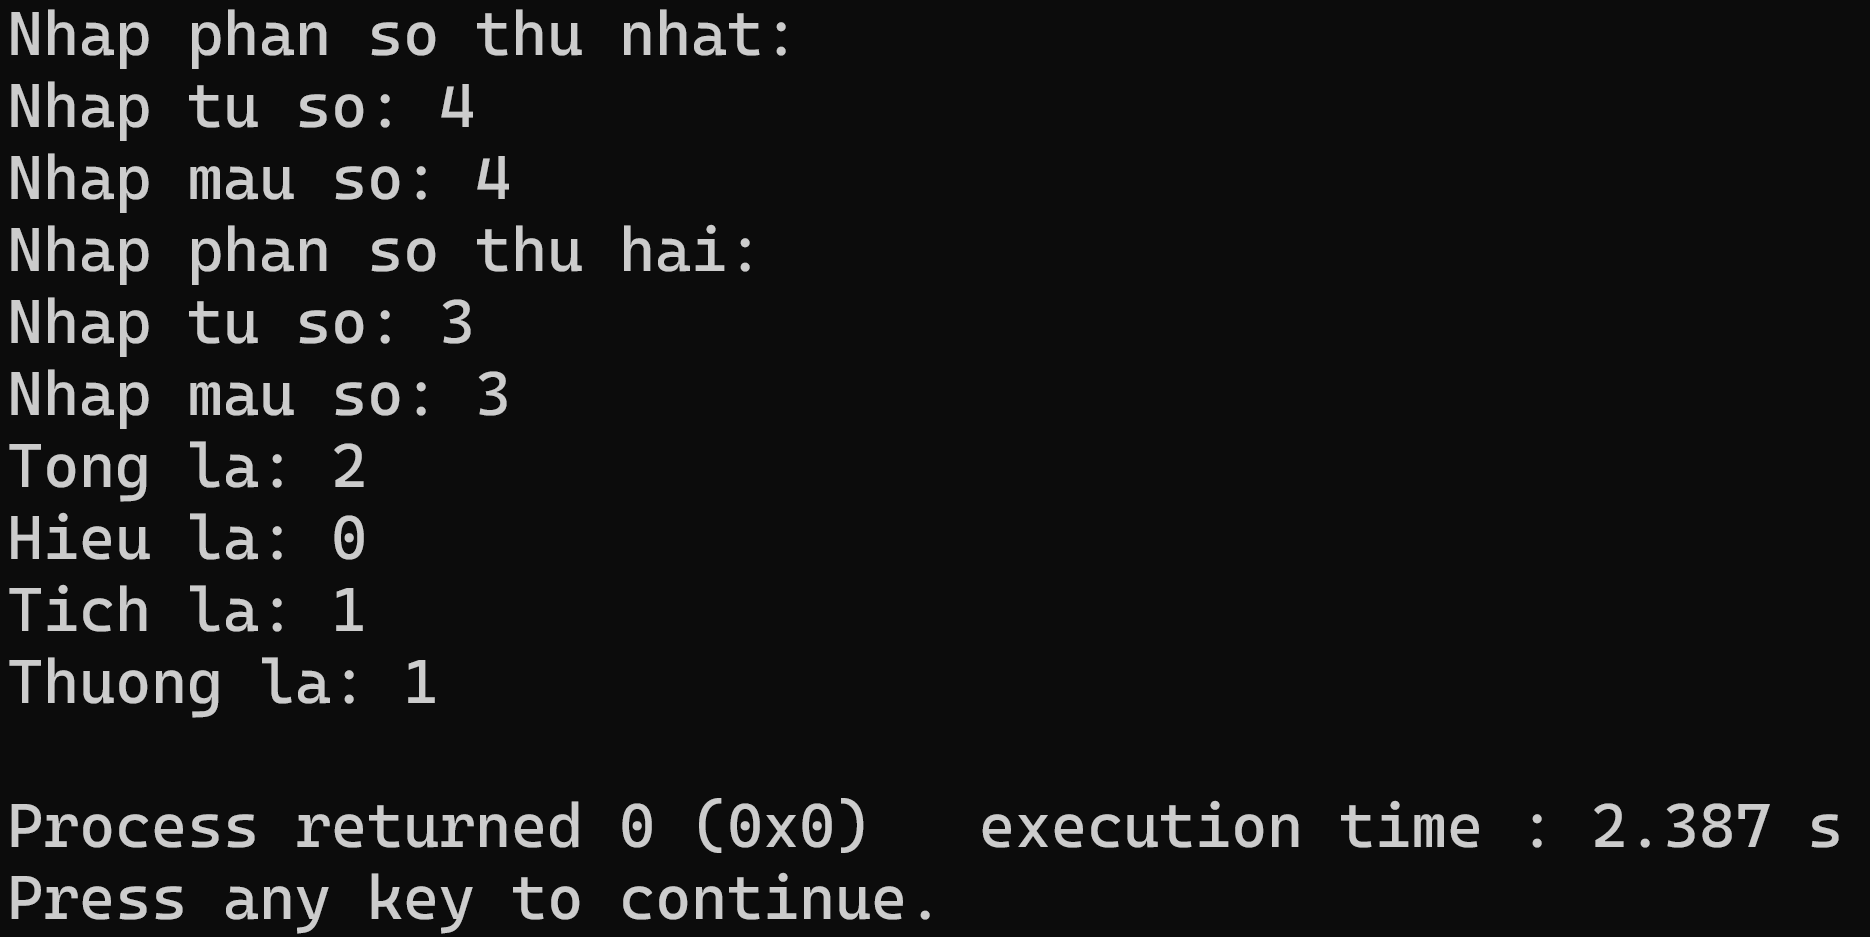 Nhap phan so thu nhat:
Nhap tu so: 4
Nhap mau so: 4
Nhap phan so thu hai:
Nhap tu so: 3
Nhap mau so: 3
Tong la: 2
Hieu la: 0
Tich la: 1
Thuong la: 1
Process returned 0 (0x0)   execution time : 2.387 s
Press any key to continue.